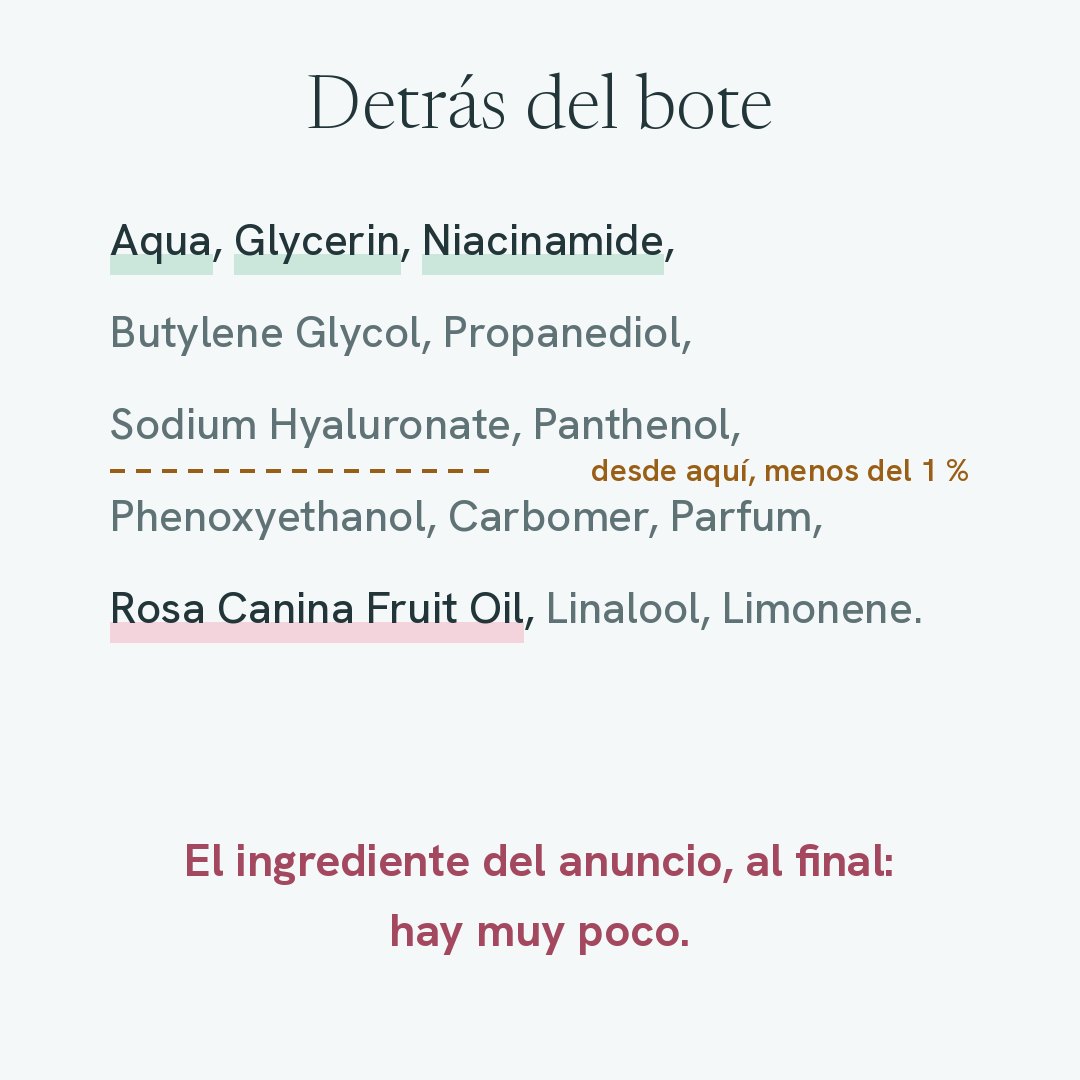 Detrás del bote
Aqua, Glycerin, Niacinamide,
Butylene Glycol, Propanediol,
Sodium Hyaluronate, Panthenol,
desde aquí, menos del 1 %
Phenoxyethanol, Carbomer, Parfum,
Rosa Canina Fruit Oil, Linalool, Limonene.
El ingrediente del anuncio, al final:
hay muy poco.